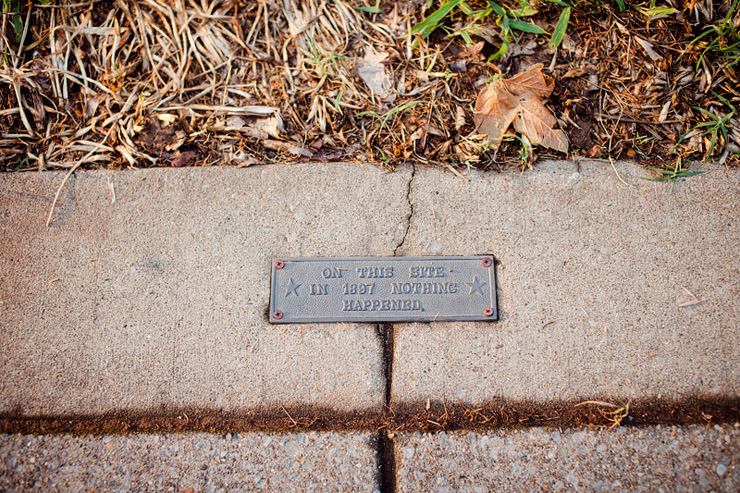 ON THIS SITE
IN 1897 NOTHING
HAPPENED.